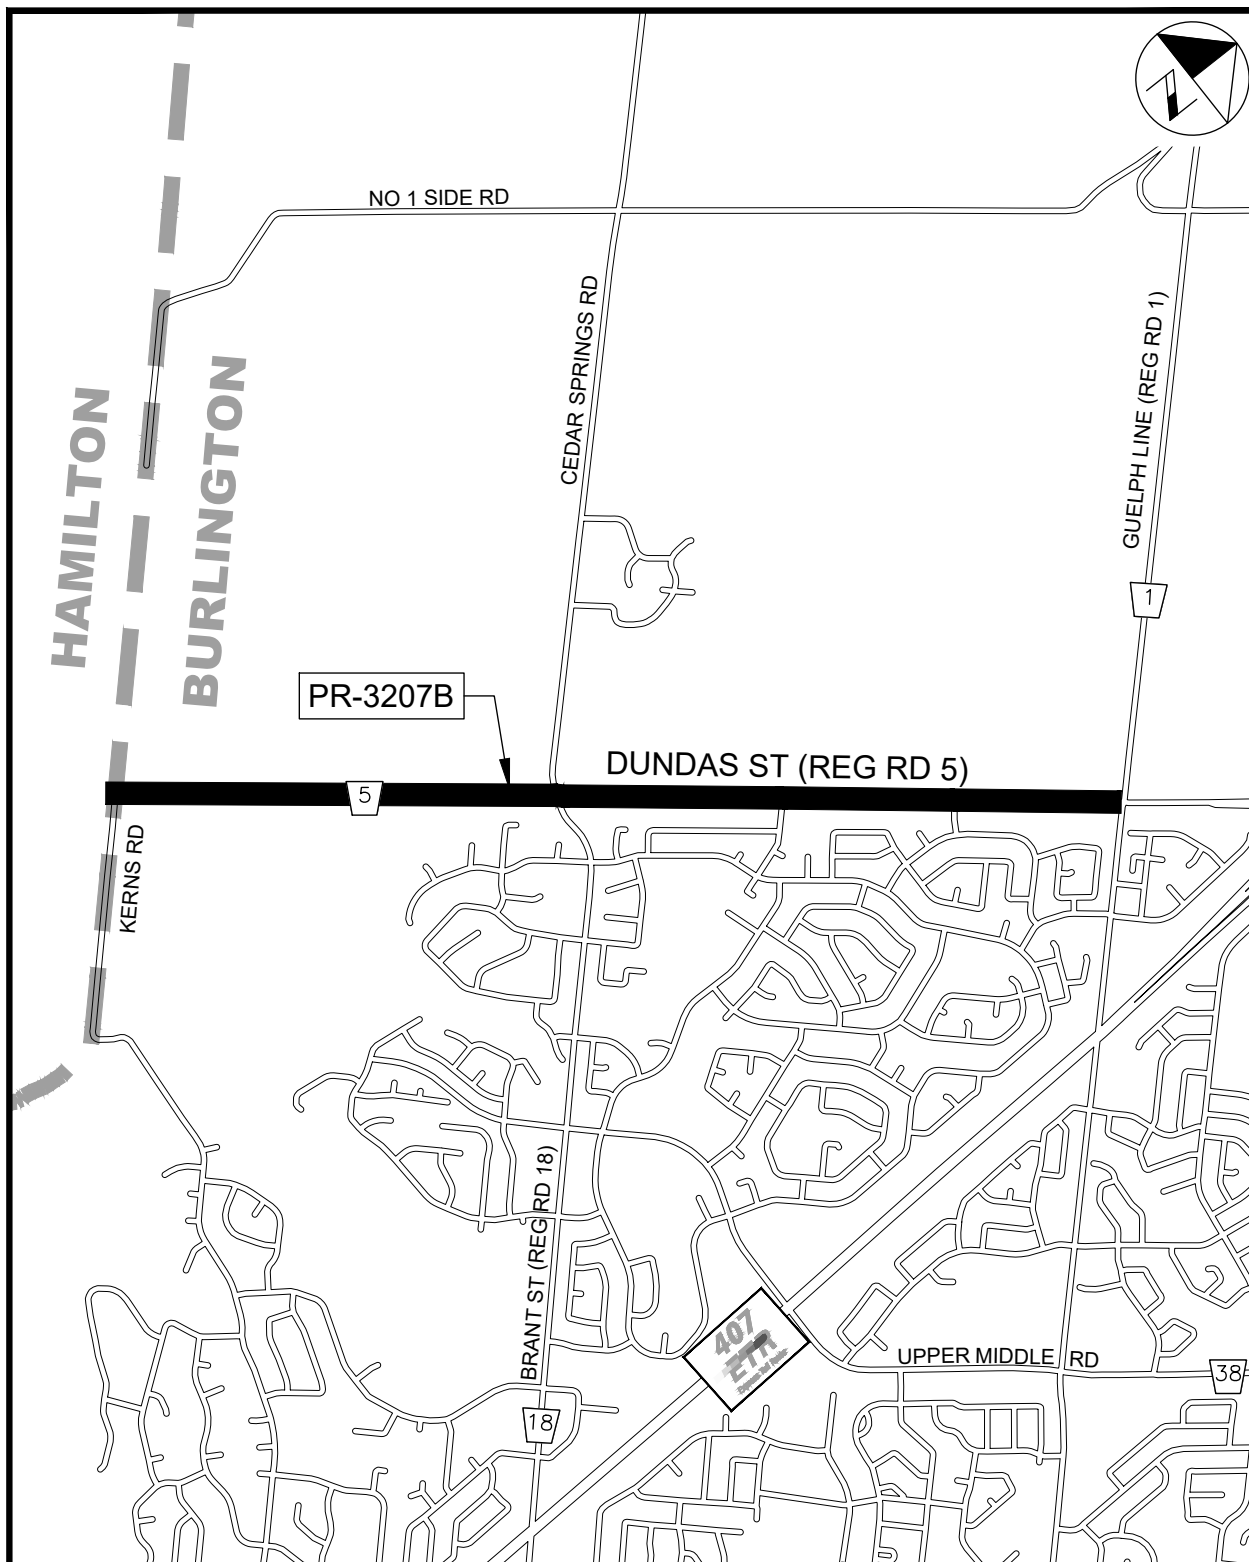 N
NO 1 SIDE RD
CEDAR SPRINGS RD
GUELPH LINE (REG RD 1)
HAMILTON
BURLINGTON
1
PR-3207B
DUNDAS ST (REG RD 5)
5
KERNS RD
BRANT ST (REG RD 18)
407
ETR
UPPER MIDDLE RD
38
18